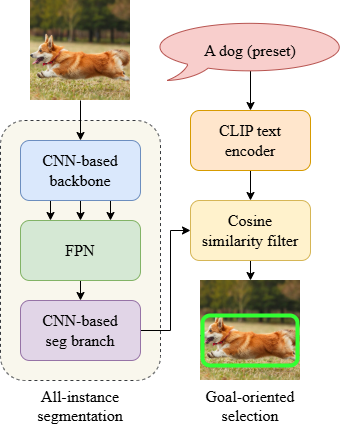 A dog (preset)
CNN-based
backbone
FPN
CNN-based
seg branch
All-instance
segmentation
CLIP text
encoder
Cosine
similarity filter
Goal-oriented
selection